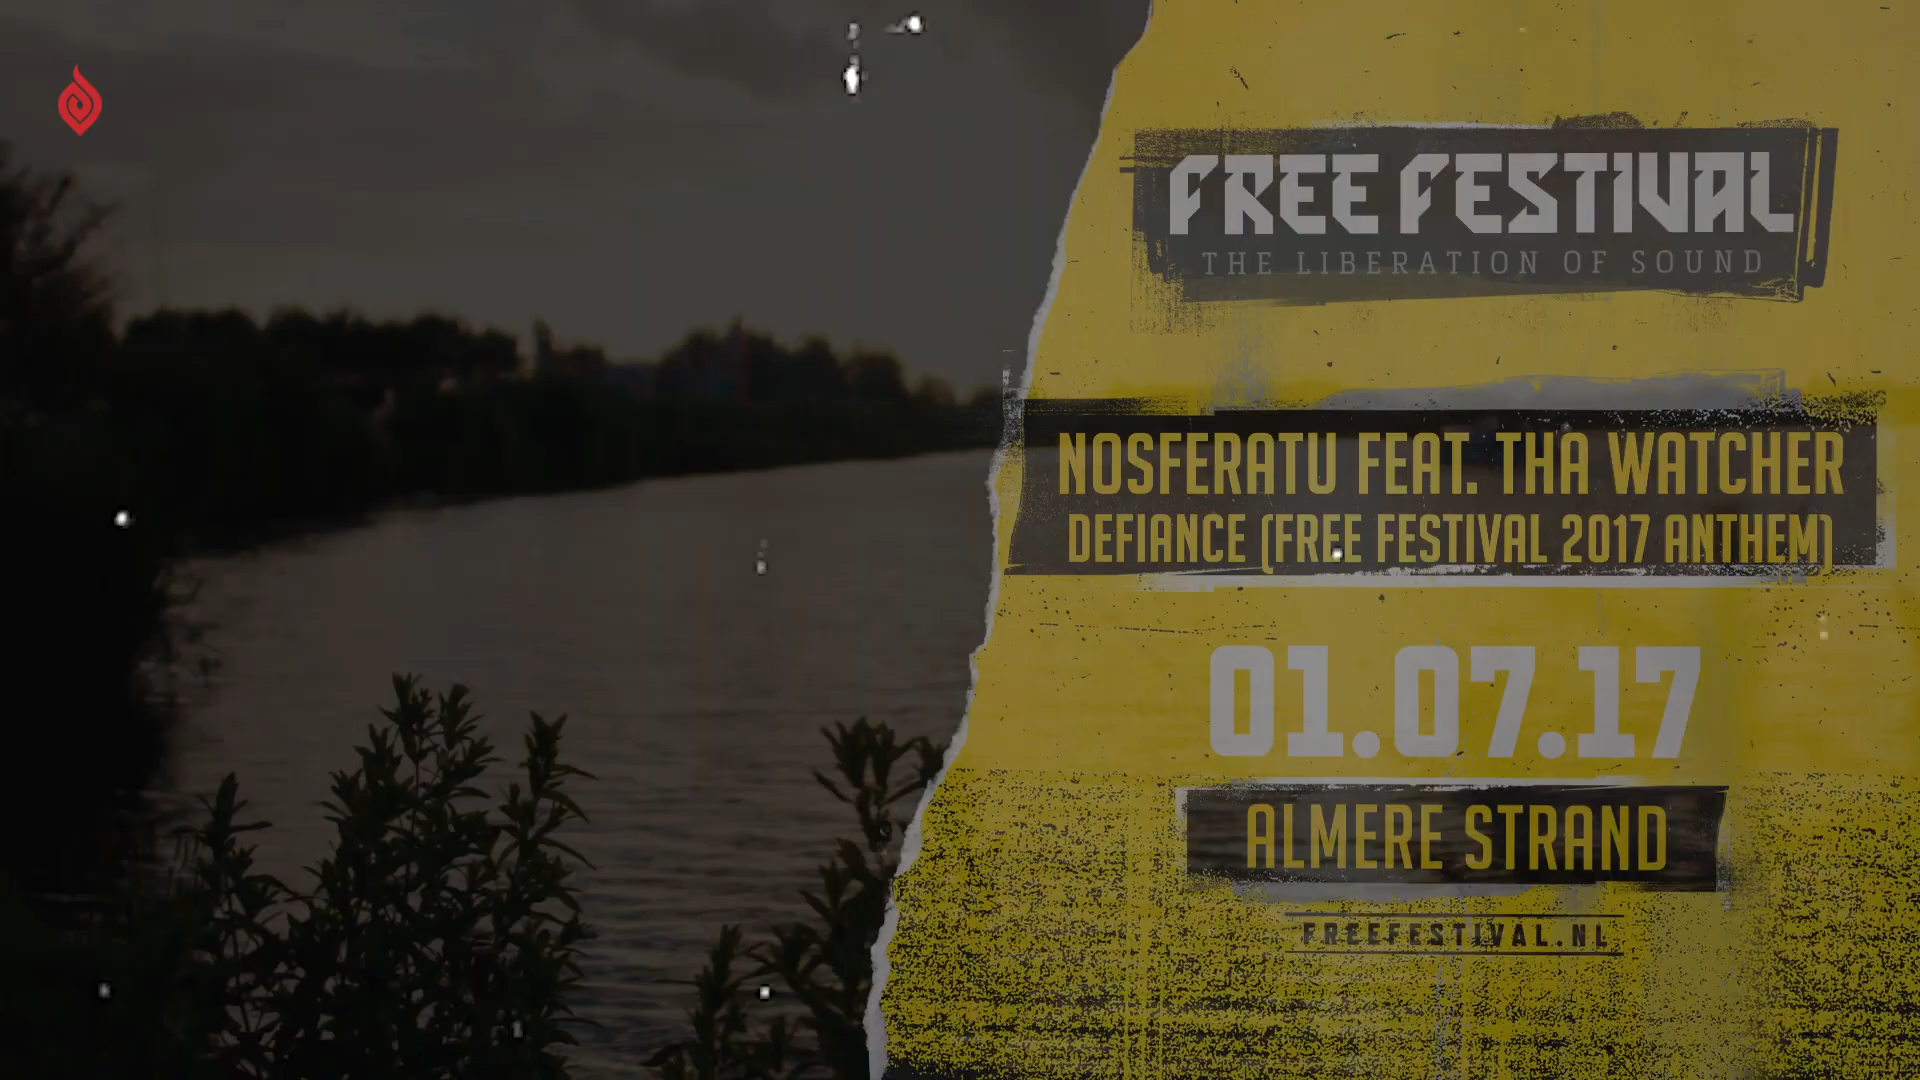 FREE FESTIVAL
THE LIBERATION OF SOUND
NOSFERATU FEAT. THA WATCHER
DEFIANCE (FREE FESTIVAL 2017 ANTHEM)
01.07.17
ALMERE STRAND
FREEFESTIVAL.NL